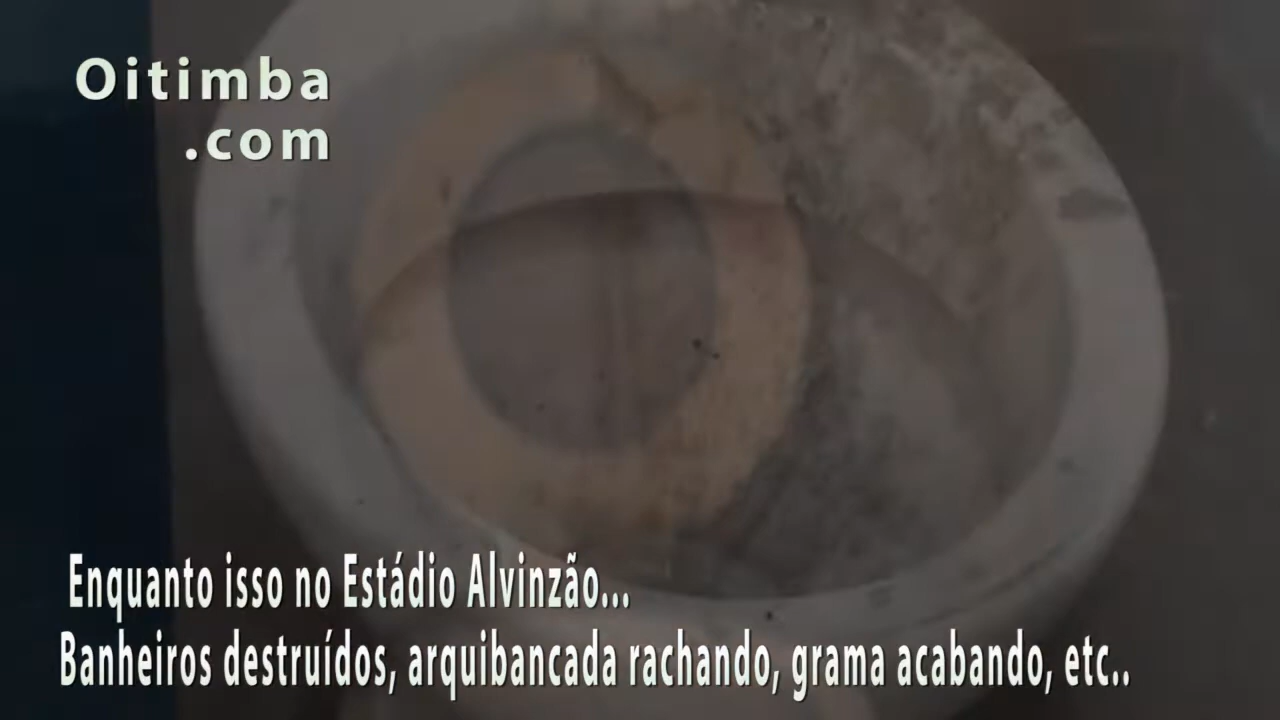 Oitimba
.com
Enquanto isso no Estádio Alvinzão...
Banheiros destruídos, arquibancada rachando, grama acabando, etc..